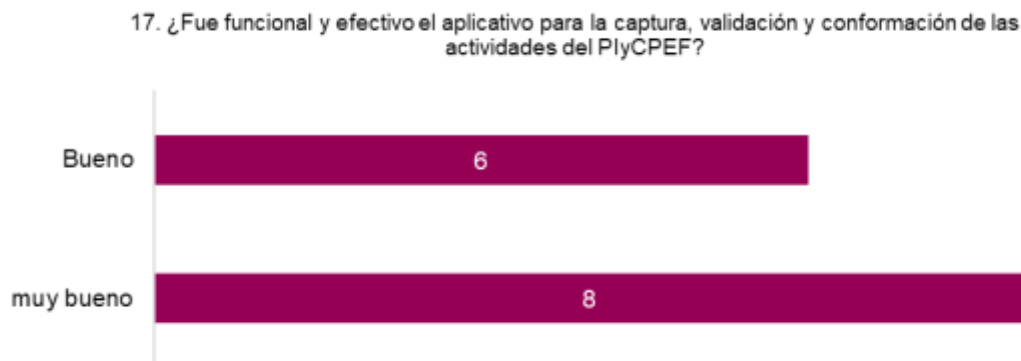 17. ¿Fue funcional y efectivo el aplicativo para la captura, validación y conformación de las
actividades del PIyCPEF?
Bueno
6
muy bueno
8